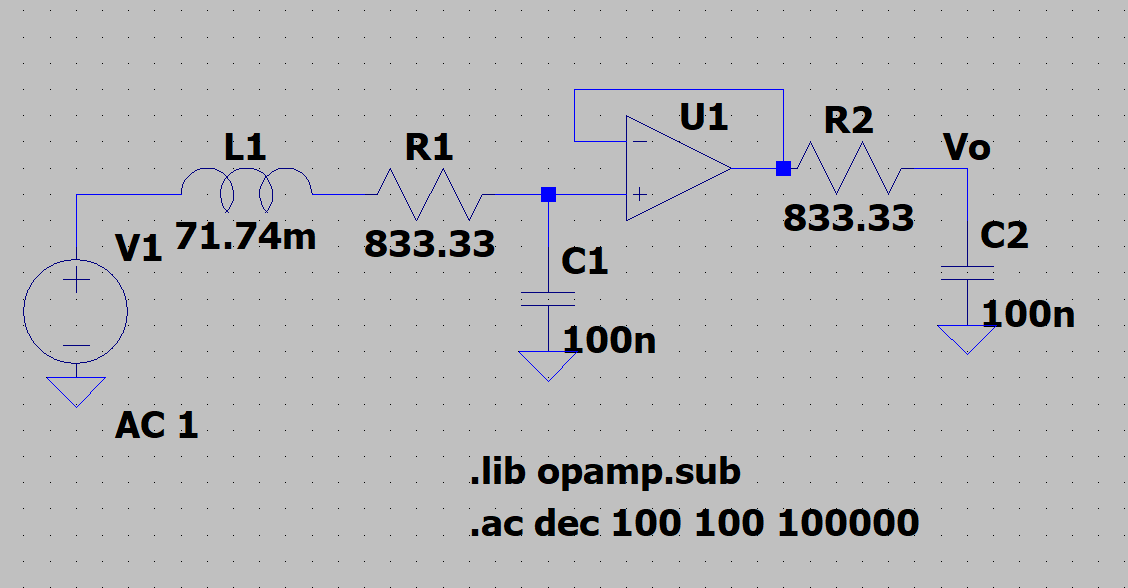 L1
71.74m
R1
833.33
V1
AC 1
C1
100n
U1
R2
833.33
Vo
C2
100n
.lib opamp.sub
.ac dec 100 100 100000